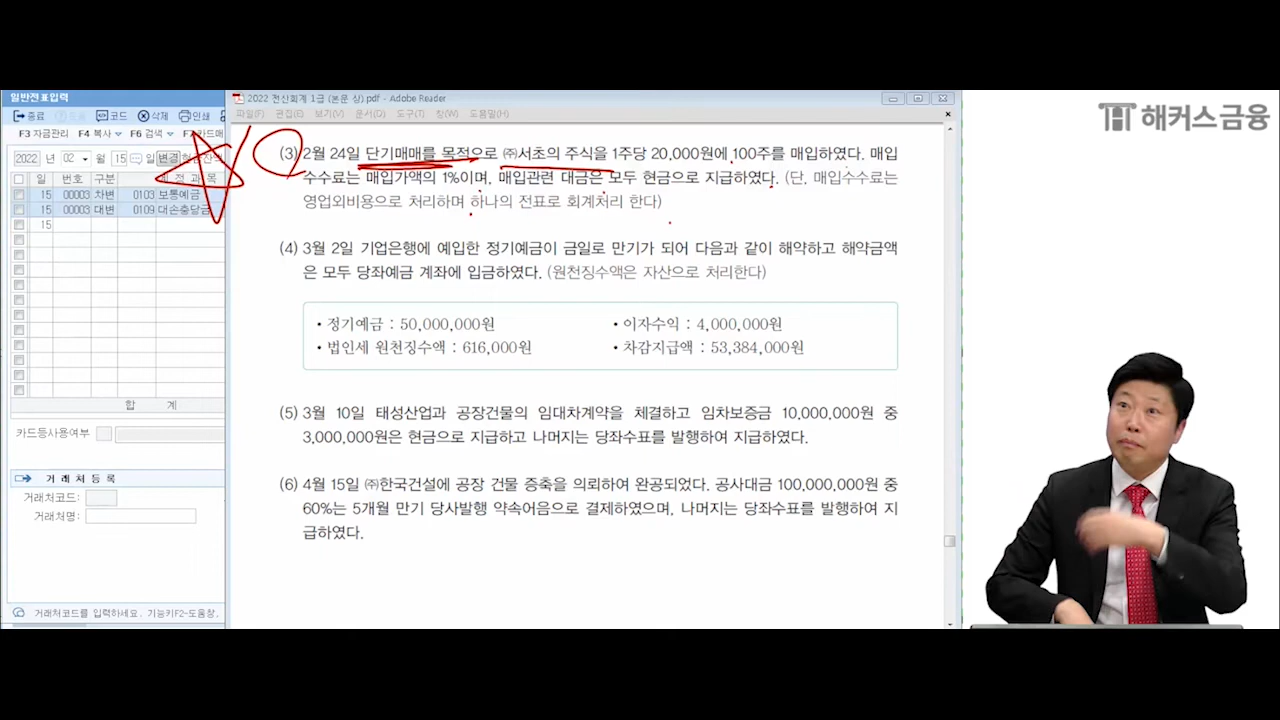 일반전표입력
2022 전산회계 1급 (본문 상).pdf - Adobe Reader
종료
코드
삭제
인쇄
파일(F) 편집(E) 보기(V) 문서(D) 도구(T) 창(W) 도움말(H)
F3 자금관리 F4 복사 F6 검색
2022 년 02 월 15 일 변경
일 번호 구분
15 00003 차변 0103 보통예금
15 00003 대변 0109 대손충당금
15
합 계
카드등사용여부
거 래 처 등 록
거래처코드:
거래처명:
거래처코드를 입력하세요. 기능키F2-도움창.
(3) 2월 24일 단기매매를 목적으로 ㈜서초의 주식을 1주당 20,000원에 100주를 매입하였다. 매입
수수료는 매입가액의 1%이며, 매입관련 대금은 모두 현금으로 지급하였다. (단, 매입수수료는
영업외비용으로 처리하며 하나의 전표로 회계처리 한다)
(4) 3월 2일 기업은행에 예입한 정기예금이 금일로 만기가 되어 다음과 같이 해약하고 해약금액
은 모두 당좌예금 계좌에 입금하였다. (원천징수액은 자산으로 처리한다)
• 정기예금 : 50,000,000원 • 이자수익 : 4,000,000원
• 법인세 원천징수액 : 616,000원 • 차감지급액 : 53,384,000원
(5) 3월 10일 태성산업과 공장건물의 임대차계약을 체결하고 임차보증금 10,000,000원 중
3,000,000원은 현금으로 지급하고 나머지는 당좌수표를 발행하여 지급하였다.
(6) 4월 15일 ㈜한국건설에 공장 건물 증축을 의뢰하여 완공되었다. 공사대금 100,000,000원 중
60%는 5개월 만기 당사발행 약속어음으로 결제하였으며, 나머지는 당좌수표를 발행하여 지
급하였다.
해커스금융